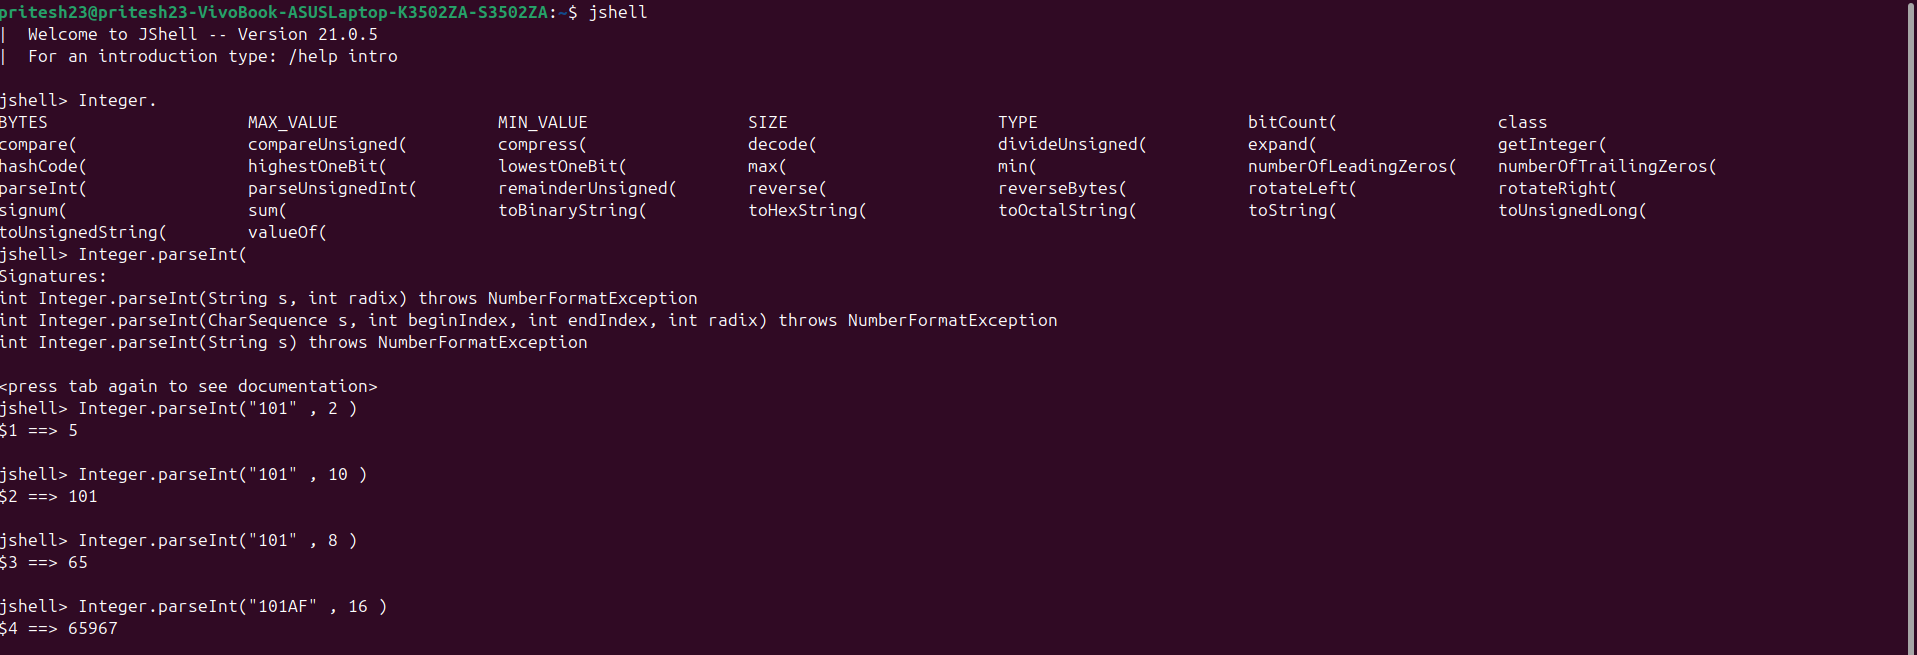 pritesh23@pritesh23-VivoBook-ASUSLaptop-K3502ZA-S3502ZA:~$ jshell
|  Welcome to JShell -- Version 21.0.5
|  For an introduction type: /help intro
jshell> Integer.
BYTES MAX_VALUE MIN_VALUE SIZE TYPE bitCount( class
compare( compareUnsigned( compress( decode( divideUnsigned( expand( getInteger(
hashCode( highestOneBit( lowestOneBit( max( min( numberOfLeadingZeros( numberOfTrailingZeros(
parseInt( parseUnsignedInt( remainderUnsigned( reverse( reverseBytes( rotateLeft( rotateRight(
signum( sum( toBinaryString( toHexString( toOctalString( toString( toUnsignedLong(
toUnsignedString( valueOf(
jshell> Integer.parseInt(
Signatures:
int Integer.parseInt(String s, int radix) throws NumberFormatException
int Integer.parseInt(CharSequence s, int beginIndex, int endIndex, int radix) throws NumberFormatException
int Integer.parseInt(String s) throws NumberFormatException
<press tab again to see documentation>
jshell> Integer.parseInt("101" , 2 )
$1 ==> 5
jshell> Integer.parseInt("101" , 10 )
$2 ==> 101
jshell> Integer.parseInt("101" , 8 )
$3 ==> 65
jshell> Integer.parseInt("101AF" , 16 )
$4 ==> 65967